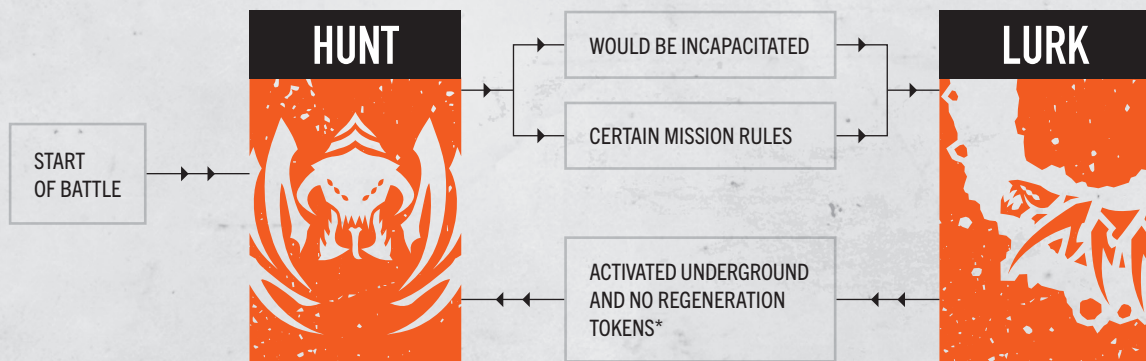 HUNT
WOULD BE INCAPACITATED
LURK
CERTAIN MISSION RULES
START
OF BATTLE
ACTIVATED UNDERGROUND
AND NO REGENERATION
TOKENS*